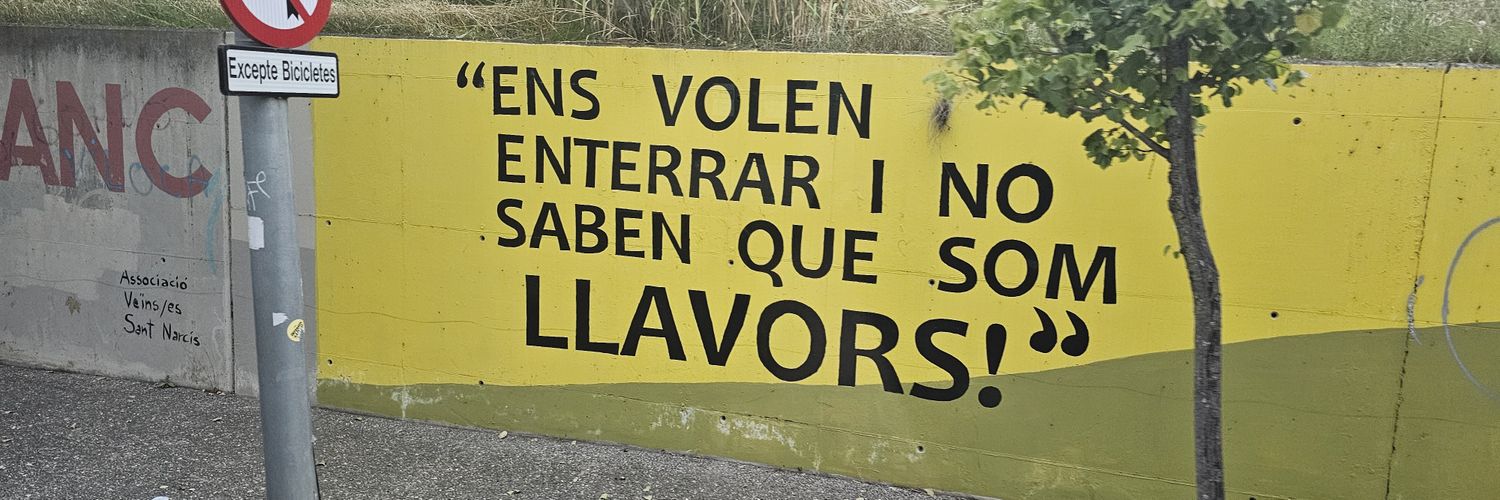 Excepte Bicicletes
ANC
Associació
Veïns/es
Sant Narcís
“ENS VOLEN
ENTERRAR I NO
SABEN QUE SOM
LLAVORS!”